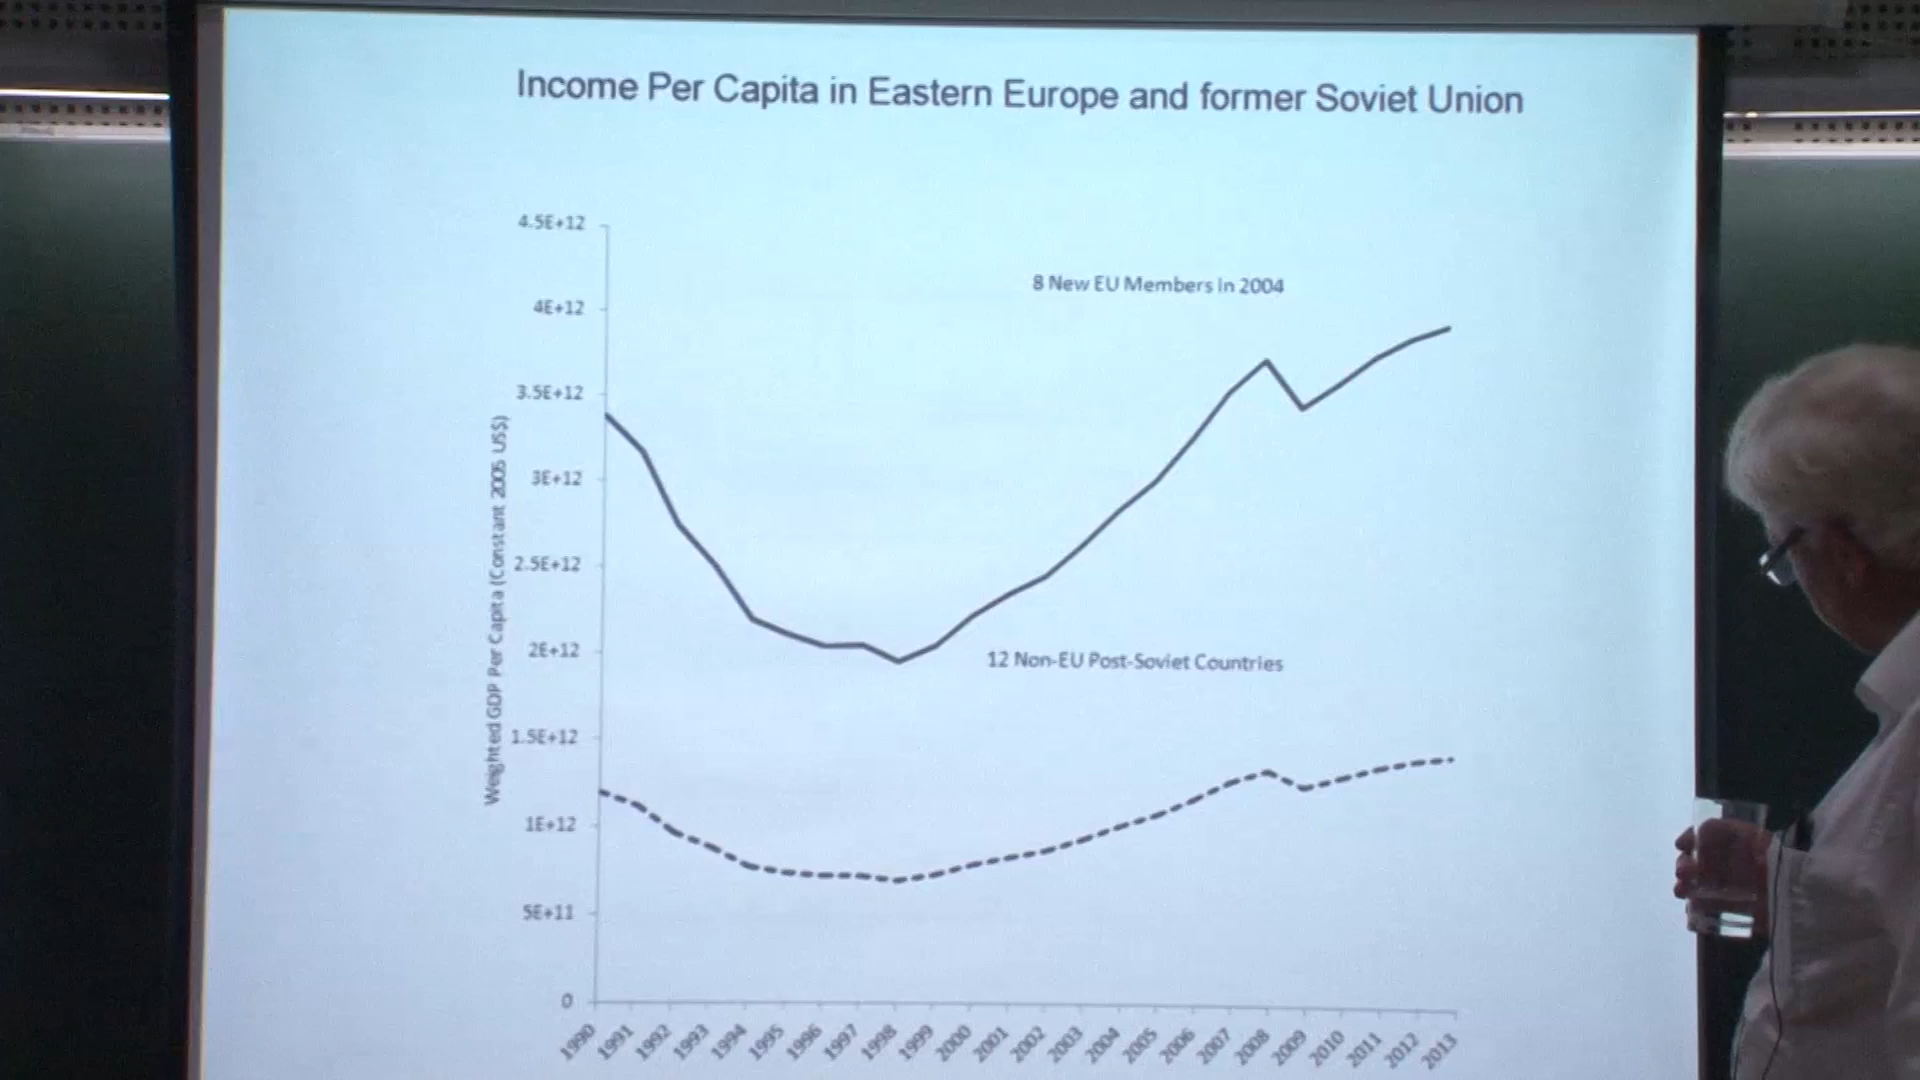 Income Per Capita in Eastern Europe and former Soviet Union
Weighted GDP Per Capita (Constant 2005 US$)
4.5E+12
4E+12
3.5E+12
3E+12
2.5E+12
2E+12
1.5E+12
1E+12
5E+11
0
8 New EU Members in 2004
12 Non-EU Post-Soviet Countries
1990 1991 1992 1993 1994 1995 1996 1997 1998 1999 2000 2001 2002 2003 2004 2005 2006 2007 2008 2009 2010 2011 2012 2013